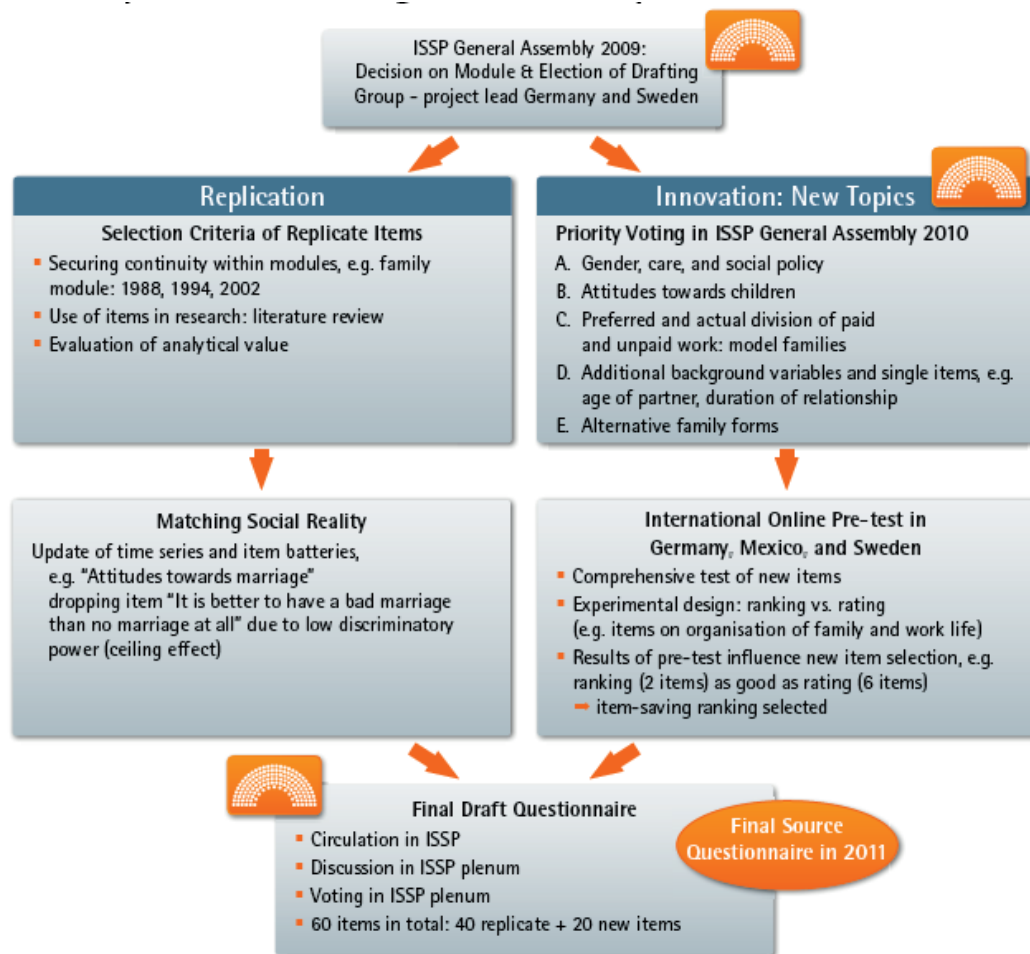 ISSP General Assembly 2009:
Decision on Module & Election of Drafting
Group - project lead Germany and Sweden
Replication
Selection Criteria of Replicate Items
▪ Securing continuity within modules, e.g. family
module: 1988, 1994, 2002
▪ Use of items in research: literature review
▪ Evaluation of analytical value
Innovation: New Topics
Priority Voting in ISSP General Assembly 2010
A. Gender, care, and social policy
B. Attitudes towards children
C. Preferred and actual division of paid
and unpaid work: model families
D. Additional background variables and single items, e.g.
age of partner, duration of relationship
E. Alternative family forms
Matching Social Reality
Update of time series and item batteries,
e.g. "Attitudes towards marriage"
dropping item "It is better to have a bad marriage
than no marriage at all" due to low discriminatory
power (ceiling effect)
International Online Pre-test in
Germany, Mexico, and Sweden
▪ Comprehensive test of new items
▪ Experimental design: ranking vs. rating
(e.g. items on organisation of family and work life)
▪ Results of pre-test influence new item selection, e.g.
ranking (2 items) as good as rating (6 items)
➡ item-saving ranking selected
Final Draft Questionnaire
▪ Circulation in ISSP
▪ Discussion in ISSP plenum
▪ Voting in ISSP plenum
▪ 60 items in total: 40 replicate + 20 new items
Final Source
Questionnaire in 2011